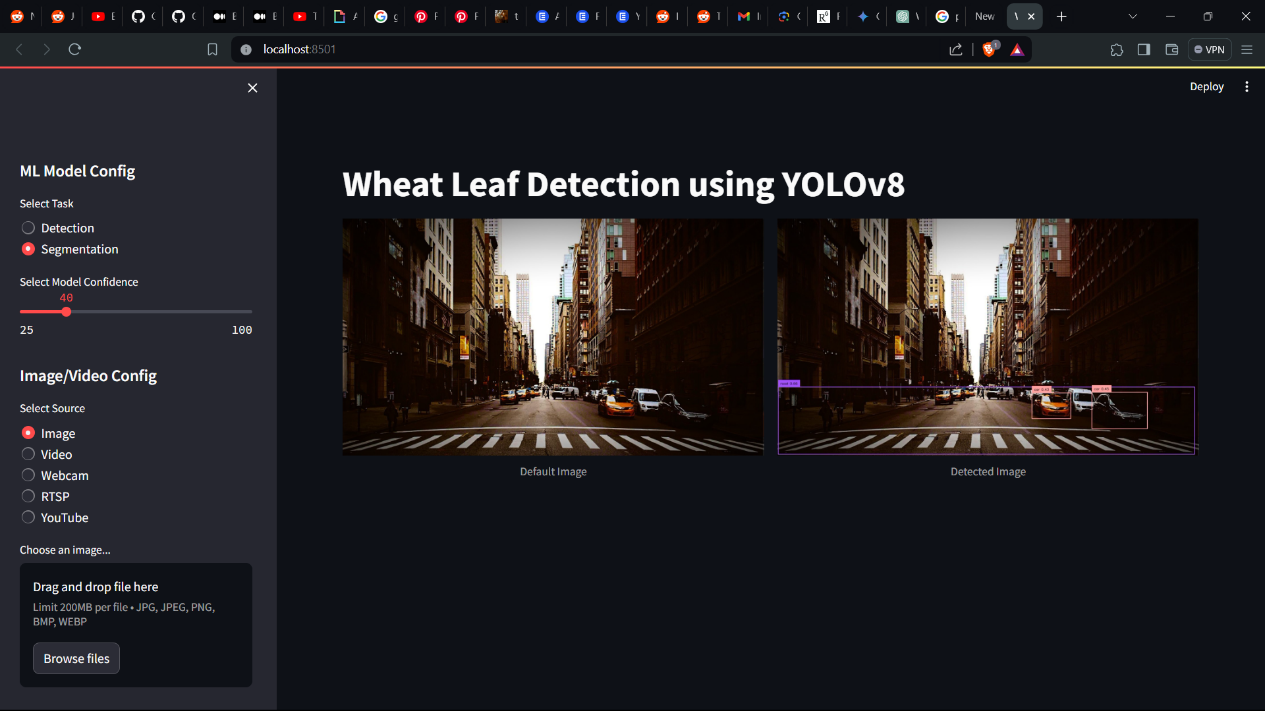 New
localhost:8501
VPN
Deploy
ML Model Config
Select Task
Detection
Segmentation
Select Model Confidence
40
25 100
Image/Video Config
Select Source
Image
Video
Webcam
RTSP
YouTube
Choose an image...
Drag and drop file here
Limit 200MB per file • JPG, JPEG, PNG,
BMP, WEBP
Browse files
Wheat Leaf Detection using YOLOv8
Default Image
Detected Image